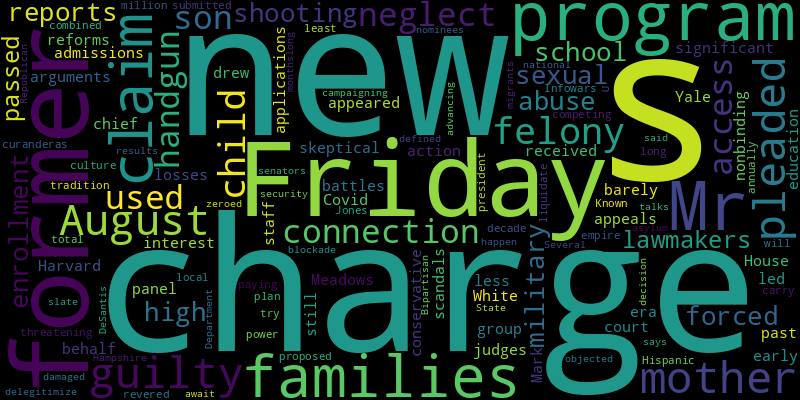 million submitted
reports
son
shooting
neglect
program
combined
reforms
drew
least
nominees
school
significant
admissions
passed
former
Republican
arguments
claim
handgun
new
applications
monthslong
campaigning
Infowars
national
sexual
migrants
s
access
pleaded
chief
child
appeared
advancing
abuse
competing
Yale
nonbinding
education
annually
curanderas
culture
results
losses
skeptical
felony
defined
received
said
long
enrollment
tradition
used
Friday
battles
action
Covid
senators
security
Jones
president
liquidate
barely
Known
talks
Mr
August
zeroed
staff
decade
happen
empire
asylum
appeals
total
interest
connection
military
Several
lawmakers
will
blockade
State
House
Harvard
panel
local
paying
Meadows
conservative
Bipartisan
scandals
less
White
decision
led
slate
DeSantis
high
charge
Department
plan
try
still
group
era
forced
past
threatening
behalf
power
judges
court
says
Hispanic
early
carry
hampshire
proposed
Mark
objected
damaged
guilty
families
mother
delegitimize
revered
await